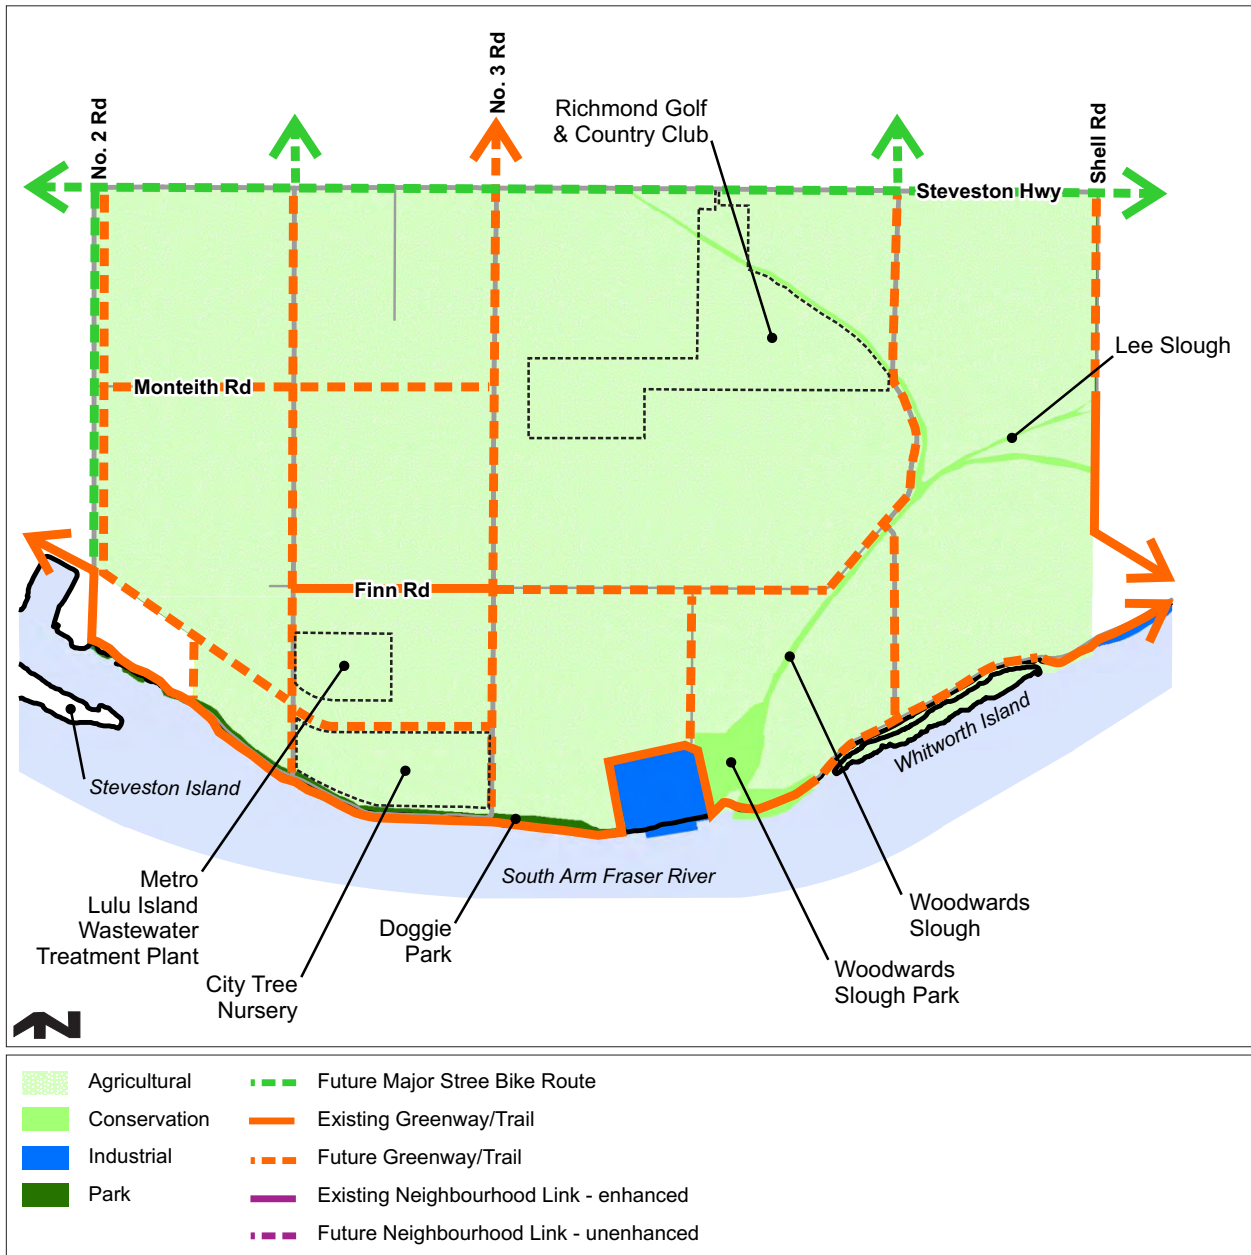 No. 2 Rd
No. 3 Rd
Richmond Golf
& Country Club
Shell Rd
Steveston Hwy
Lee Slough
Monteith Rd
Finn Rd
Whitworth Island
Steveston Island
South Arm Fraser River
Metro
Lulu Island
Wastewater
Treatment Plant
City Tree
Nursery
Doggie
Park
Woodwards
Slough
Woodwards
Slough Park
N
Agricultural
Conservation
Industrial
Park
Future Major Stree Bike Route
Existing Greenway/Trail
Future Greenway/Trail
Existing Neighbourhood Link - enhanced
Future Neighbourhood Link - unenhanced